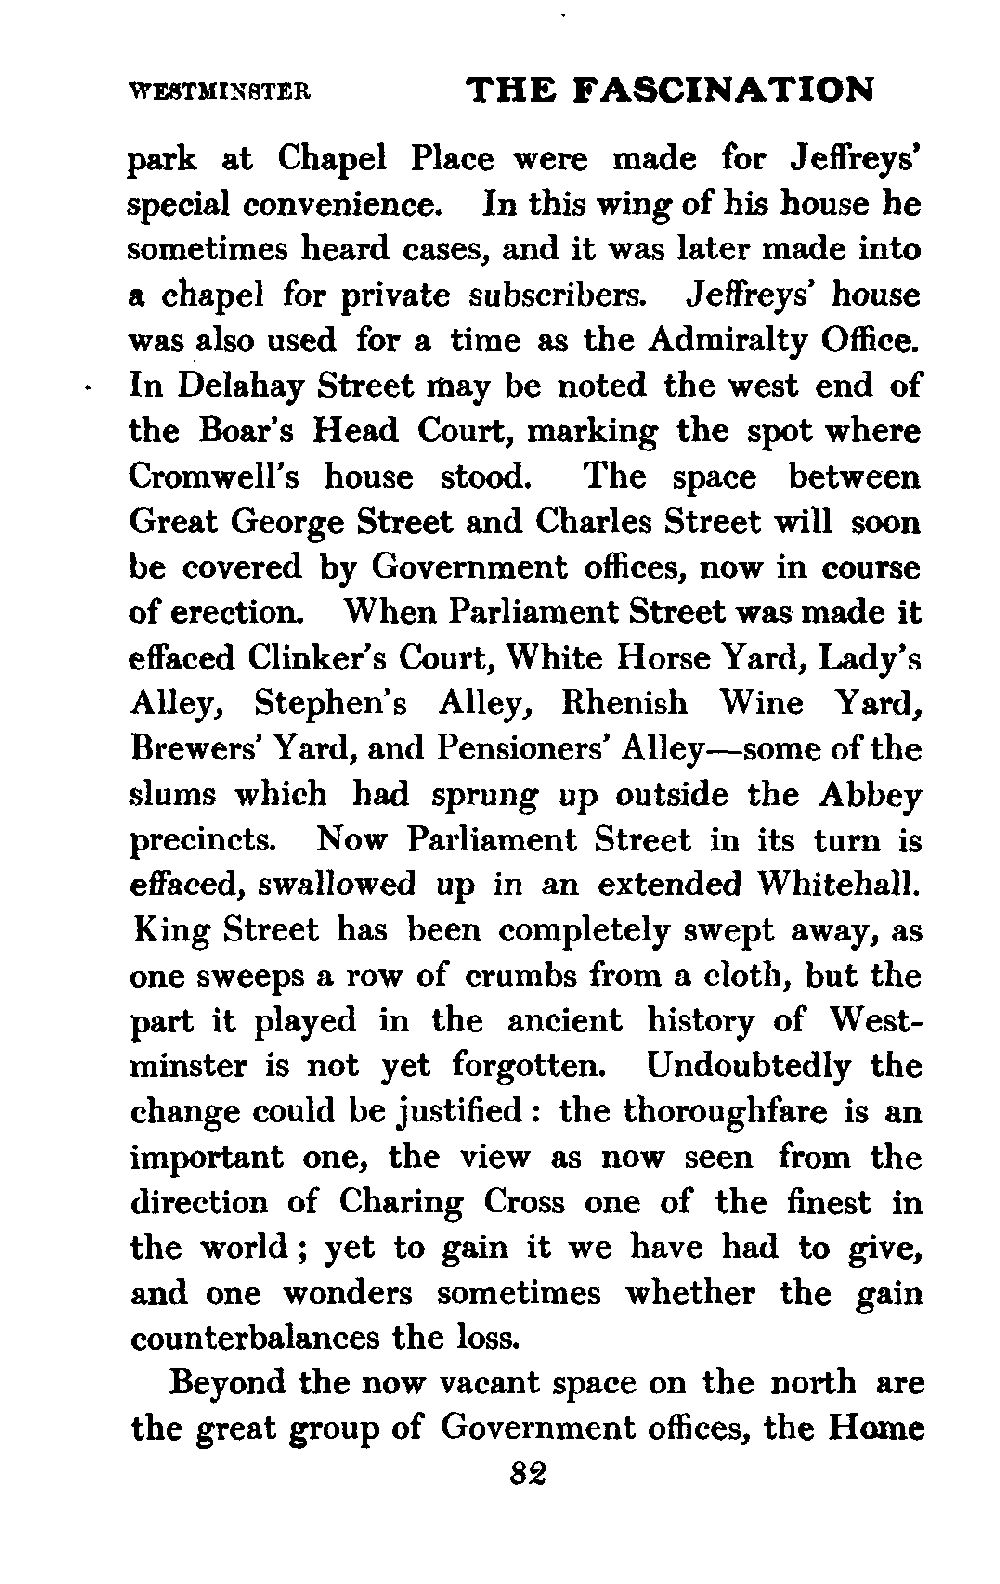 WESTMINSTER THE FASCINATION
park at Chapel Place were made for Jeffreys'
special convenience. In this wing of his house he
sometimes heard cases, and it was later made into
a chapel for private subscribers. Jeffreys' house
was also used for a time as the Admiralty Office.
In Delahay Street may be noted the west end of
the Boar's Head Court, marking the spot where
Cromwell's house stood. The space between
Great George Street and Charles Street will soon
be covered by Government offices, now in course
of erection. When Parliament Street was made it
effaced Clinker's Court, White Horse Yard, Lady's
Alley, Stephen's Alley, Rhenish Wine Yard,
Brewers' Yard, and Pensioners' Alley—some of the
slums which had sprung up outside the Abbey
precincts. Now Parliament Street in its turn is
effaced, swallowed up in an extended Whitehall.
King Street has been completely swept away, as
one sweeps a row of crumbs from a cloth, but the
part it played in the ancient history of West-
minster is not yet forgotten. Undoubtedly the
change could be justified : the thoroughfare is an
important one, the view as now seen from the
direction of Charing Cross one of the finest in
the world ; yet to gain it we have had to give,
and one wonders sometimes whether the gain
counterbalances the loss.
Beyond the now vacant space on the north are
the great group of Government offices, the Home
82